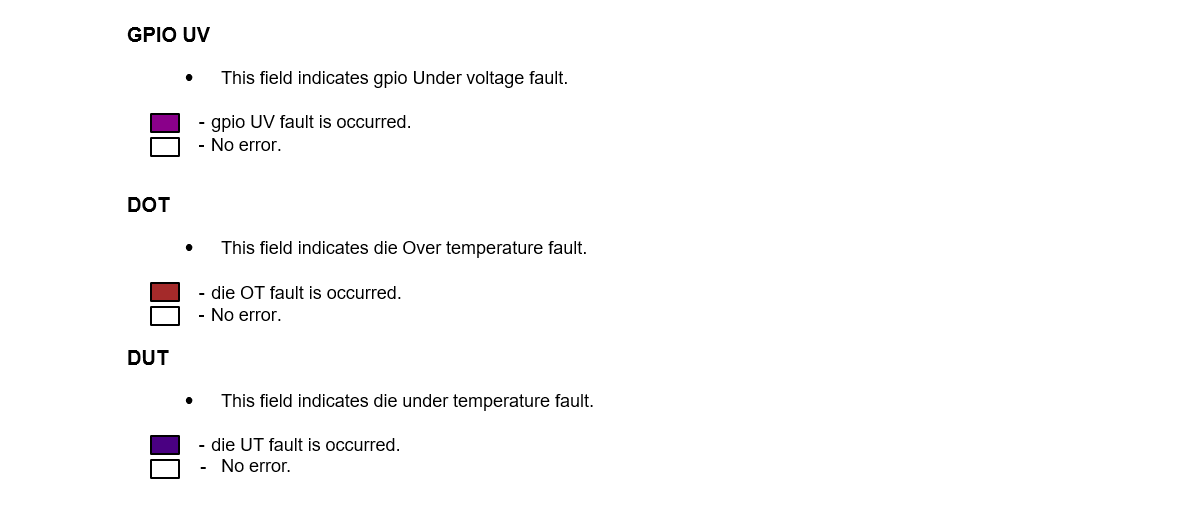 GPIO UV
• This field indicates gpio Under voltage fault.
- gpio UV fault is occurred.
- No error.
DOT
• This field indicates die Over temperature fault.
- die OT fault is occurred.
- No error.
DUT
• This field indicates die under temperature fault.
- die UT fault is occurred.
- No error.